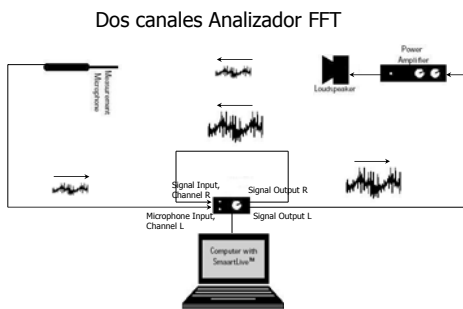 Dos canales Analizador FFT
Power
Amplifier
Loudspeaker
Measurement
Microphone
Signal Input,
Channel R
Signal Output R
Microphone Input,
Channel L
Signal Output L
Computer with
SmaartLive™